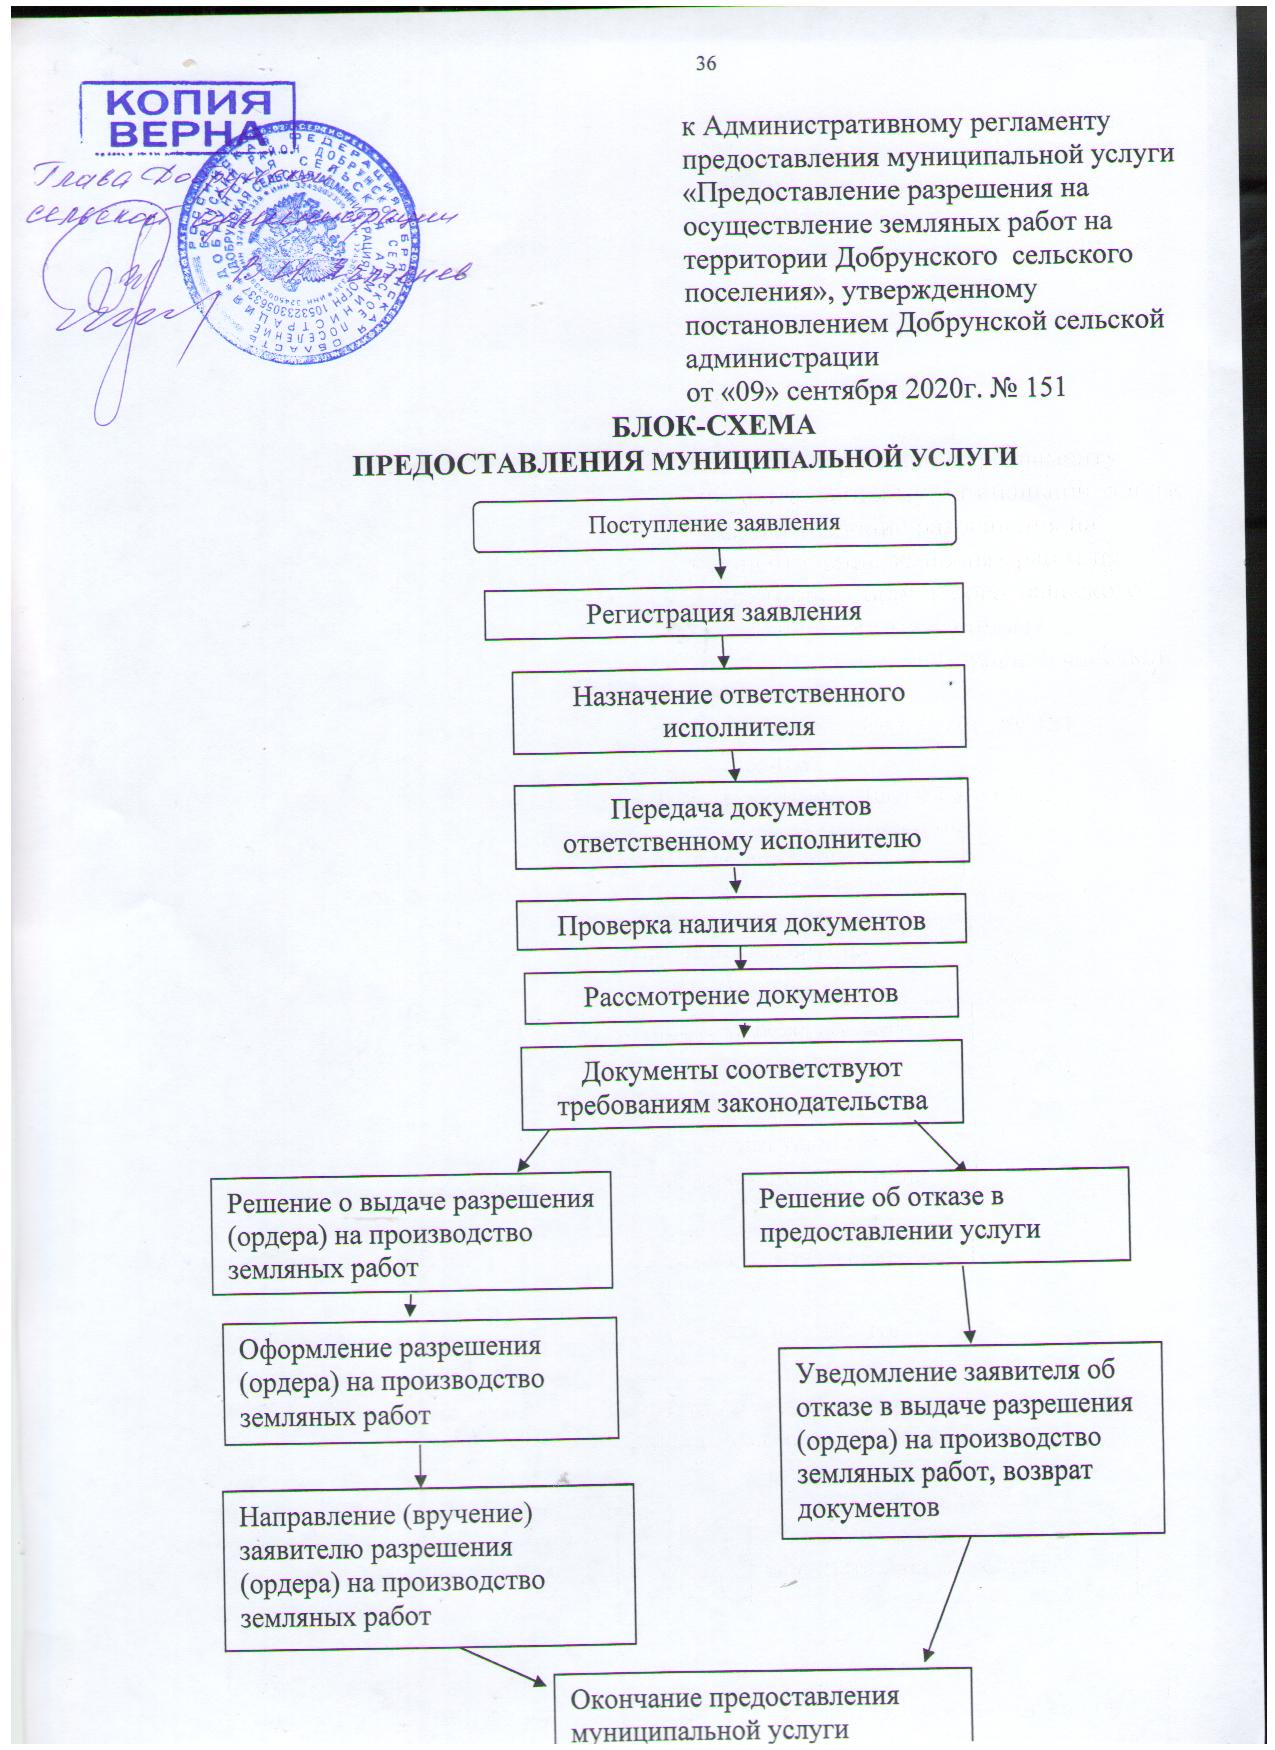 36
КОПИЯ
ВЕРНА
Глава Добрунской
сельской администрации
к Административному регламенту
предоставления муниципальной услуги
«Предоставление разрешения на
осуществление земляных работ на
территории Добрунского сельского
поселения», утвержденному
постановлением Добрунской сельской
администрации
от «09» сентября 2020г. № 151
БЛОК-СХЕМА
ПРЕДОСТАВЛЕНИЯ МУНИЦИПАЛЬНОЙ УСЛУГИ
Поступление заявления
Регистрация заявления
Назначение ответственного
исполнителя
Передача документов
ответственному исполнителю
Проверка наличия документов
Рассмотрение документов
Документы соответствуют
требованиям законодательства
Решение о выдаче разрешения
(ордера) на производство
земляных работ
Решение об отказе в
предоставлении услуги
Оформление разрешения
(ордера) на производство
земляных работ
Уведомление заявителя об
отказе в выдаче разрешения
(ордера) на производство
земляных работ, возврат
документов
Направление (вручение)
заявителю разрешения
(ордера) на производство
земляных работ
Окончание предоставления
муниципальной услуги